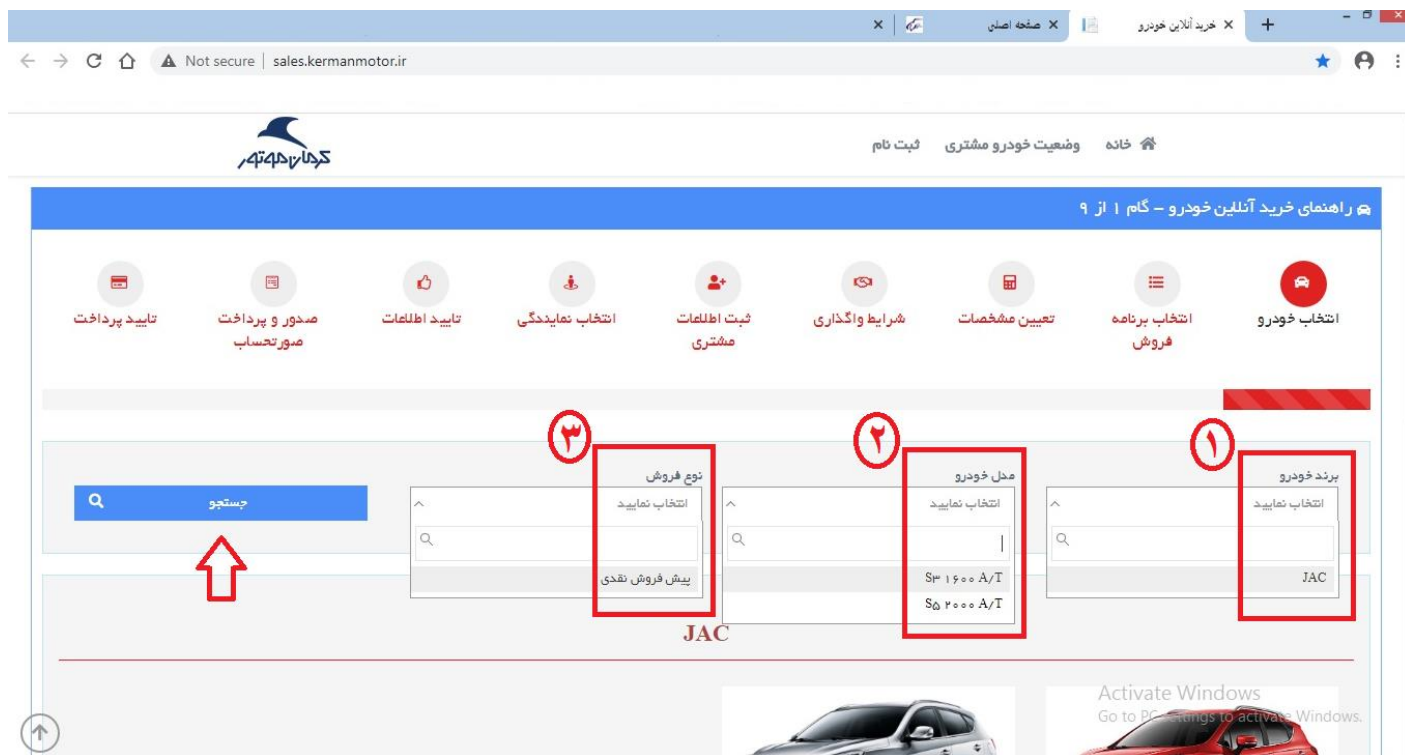 خرید آنلاین خودرو
صفحه اصلی
Not secure | sales.kermanmotor.ir
خانه
وضعیت خودرو مشتری
ثبت نام
کرمان موتور
راهنمای خرید آنلاین خودرو – گام ۱ از ۹
انتخاب خودرو
انتخاب برنامه
فروش
تعیین مشخصات
شرایط واگذاری
ثبت اطلاعات
مشتری
انتخاب نمایندگی
تایید اطلاعات
صدور و پرداخت
صورتحساب
تایید پرداخت
۱
برند خودرو
انتخاب نمایید
JAC
۲
مدل خودرو
انتخاب نمایید
S۳ ۱۶۰۰ A/T
S۵ ۲۰۰۰ A/T
۳
نوع فروش
انتخاب نمایید
پیش فروش نقدی
جستجو
JAC
Activate Windows
Go to PC settings to activate Windows.